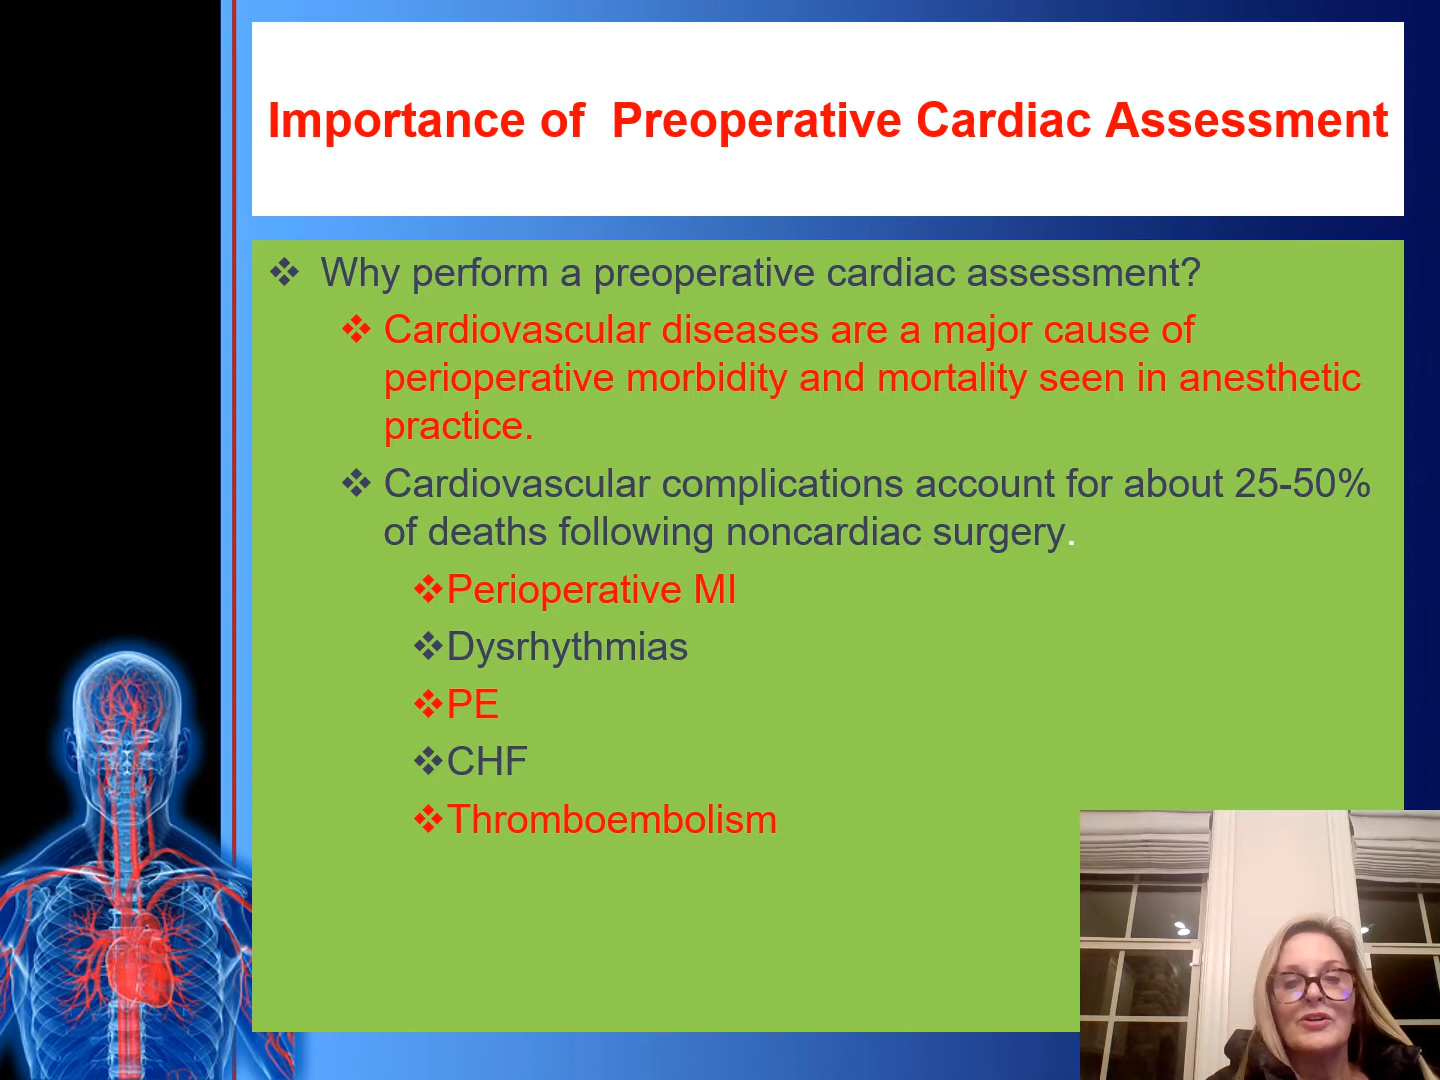 Importance of  Preoperative Cardiac Assessment
❖ Why perform a preoperative cardiac assessment?
❖ Cardiovascular diseases are a major cause of
perioperative morbidity and mortality seen in anesthetic
practice.
❖ Cardiovascular complications account for about 25-50%
of deaths following noncardiac surgery.
❖Perioperative MI
❖Dysrhythmias
❖PE
❖CHF
❖Thromboembolism